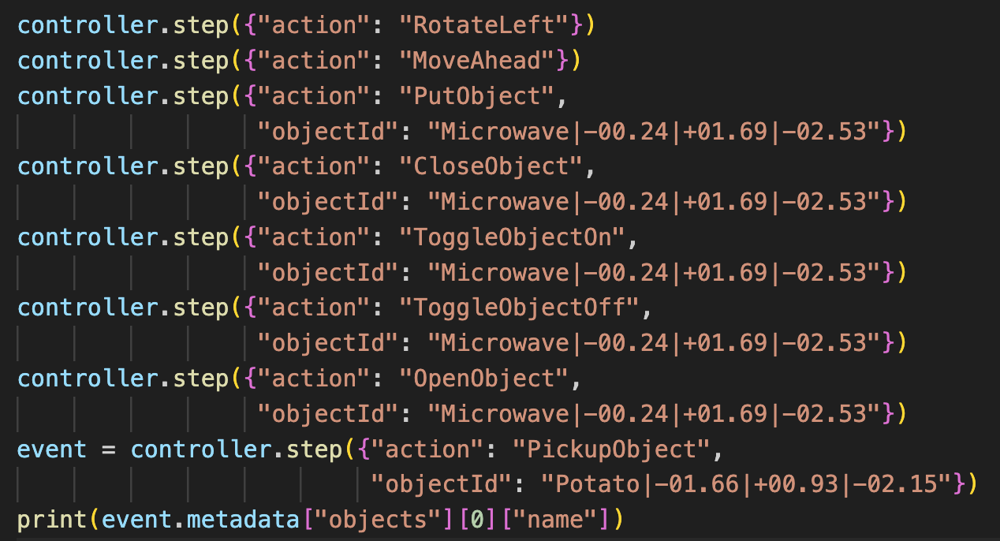 controller.step({"action": "RotateLeft"})
controller.step({"action": "MoveAhead"})
controller.step({"action": "PutObject",
"objectId": "Microwave|−00.24|+01.69|−02.53"})
controller.step({"action": "CloseObject",
"objectId": "Microwave|−00.24|+01.69|−02.53"})
controller.step({"action": "ToggleObjectOn",
"objectId": "Microwave|−00.24|+01.69|−02.53"})
controller.step({"action": "ToggleObjectOff",
"objectId": "Microwave|−00.24|+01.69|−02.53"})
controller.step({"action": "OpenObject",
"objectId": "Microwave|−00.24|+01.69|−02.53"})
event = controller.step({"action": "PickupObject",
"objectId": "Potato|−01.66|+00.93|−02.15"})
print(event.metadata["objects"][0]["name"])